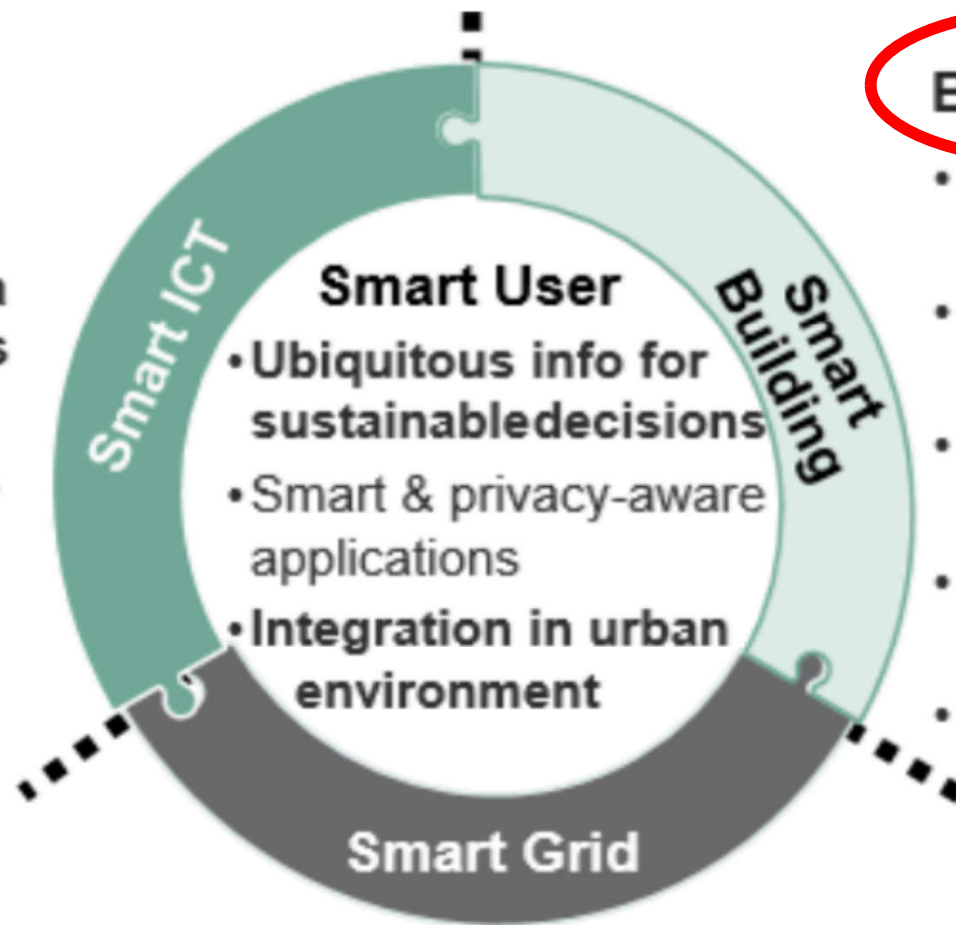 Smart ICT
Smart User
• Ubiquitous info for
sustainabledecisions
• Smart & privacy-aware
applications
• Integration in urban
environment
Smart
Building
Smart Grid